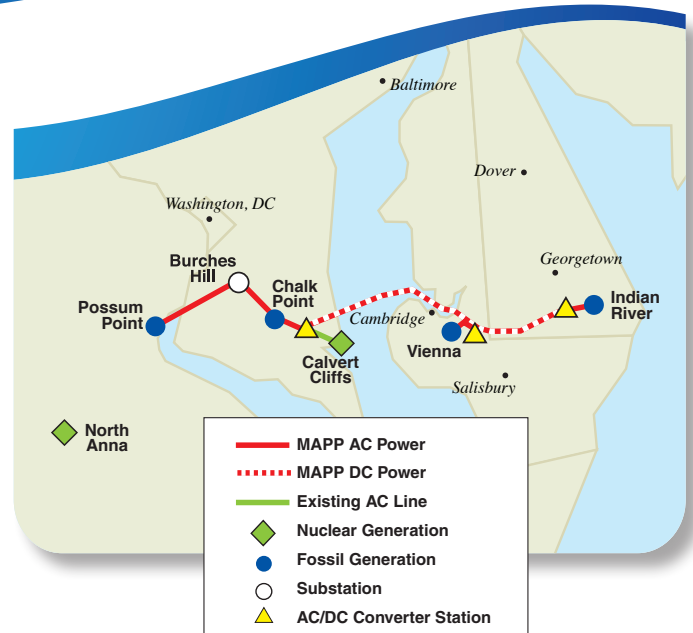 Baltimore
Dover
Washington, DC
Burches
Hill
Georgetown
Chalk
Point
Indian
River
Possum
Point
Cambridge
Vienna
Calvert
Cliffs
Salisbury
North
Anna
MAPP AC Power
MAPP DC Power
Existing AC Line
Nuclear Generation
Fossil Generation
Substation
AC/DC Converter Station